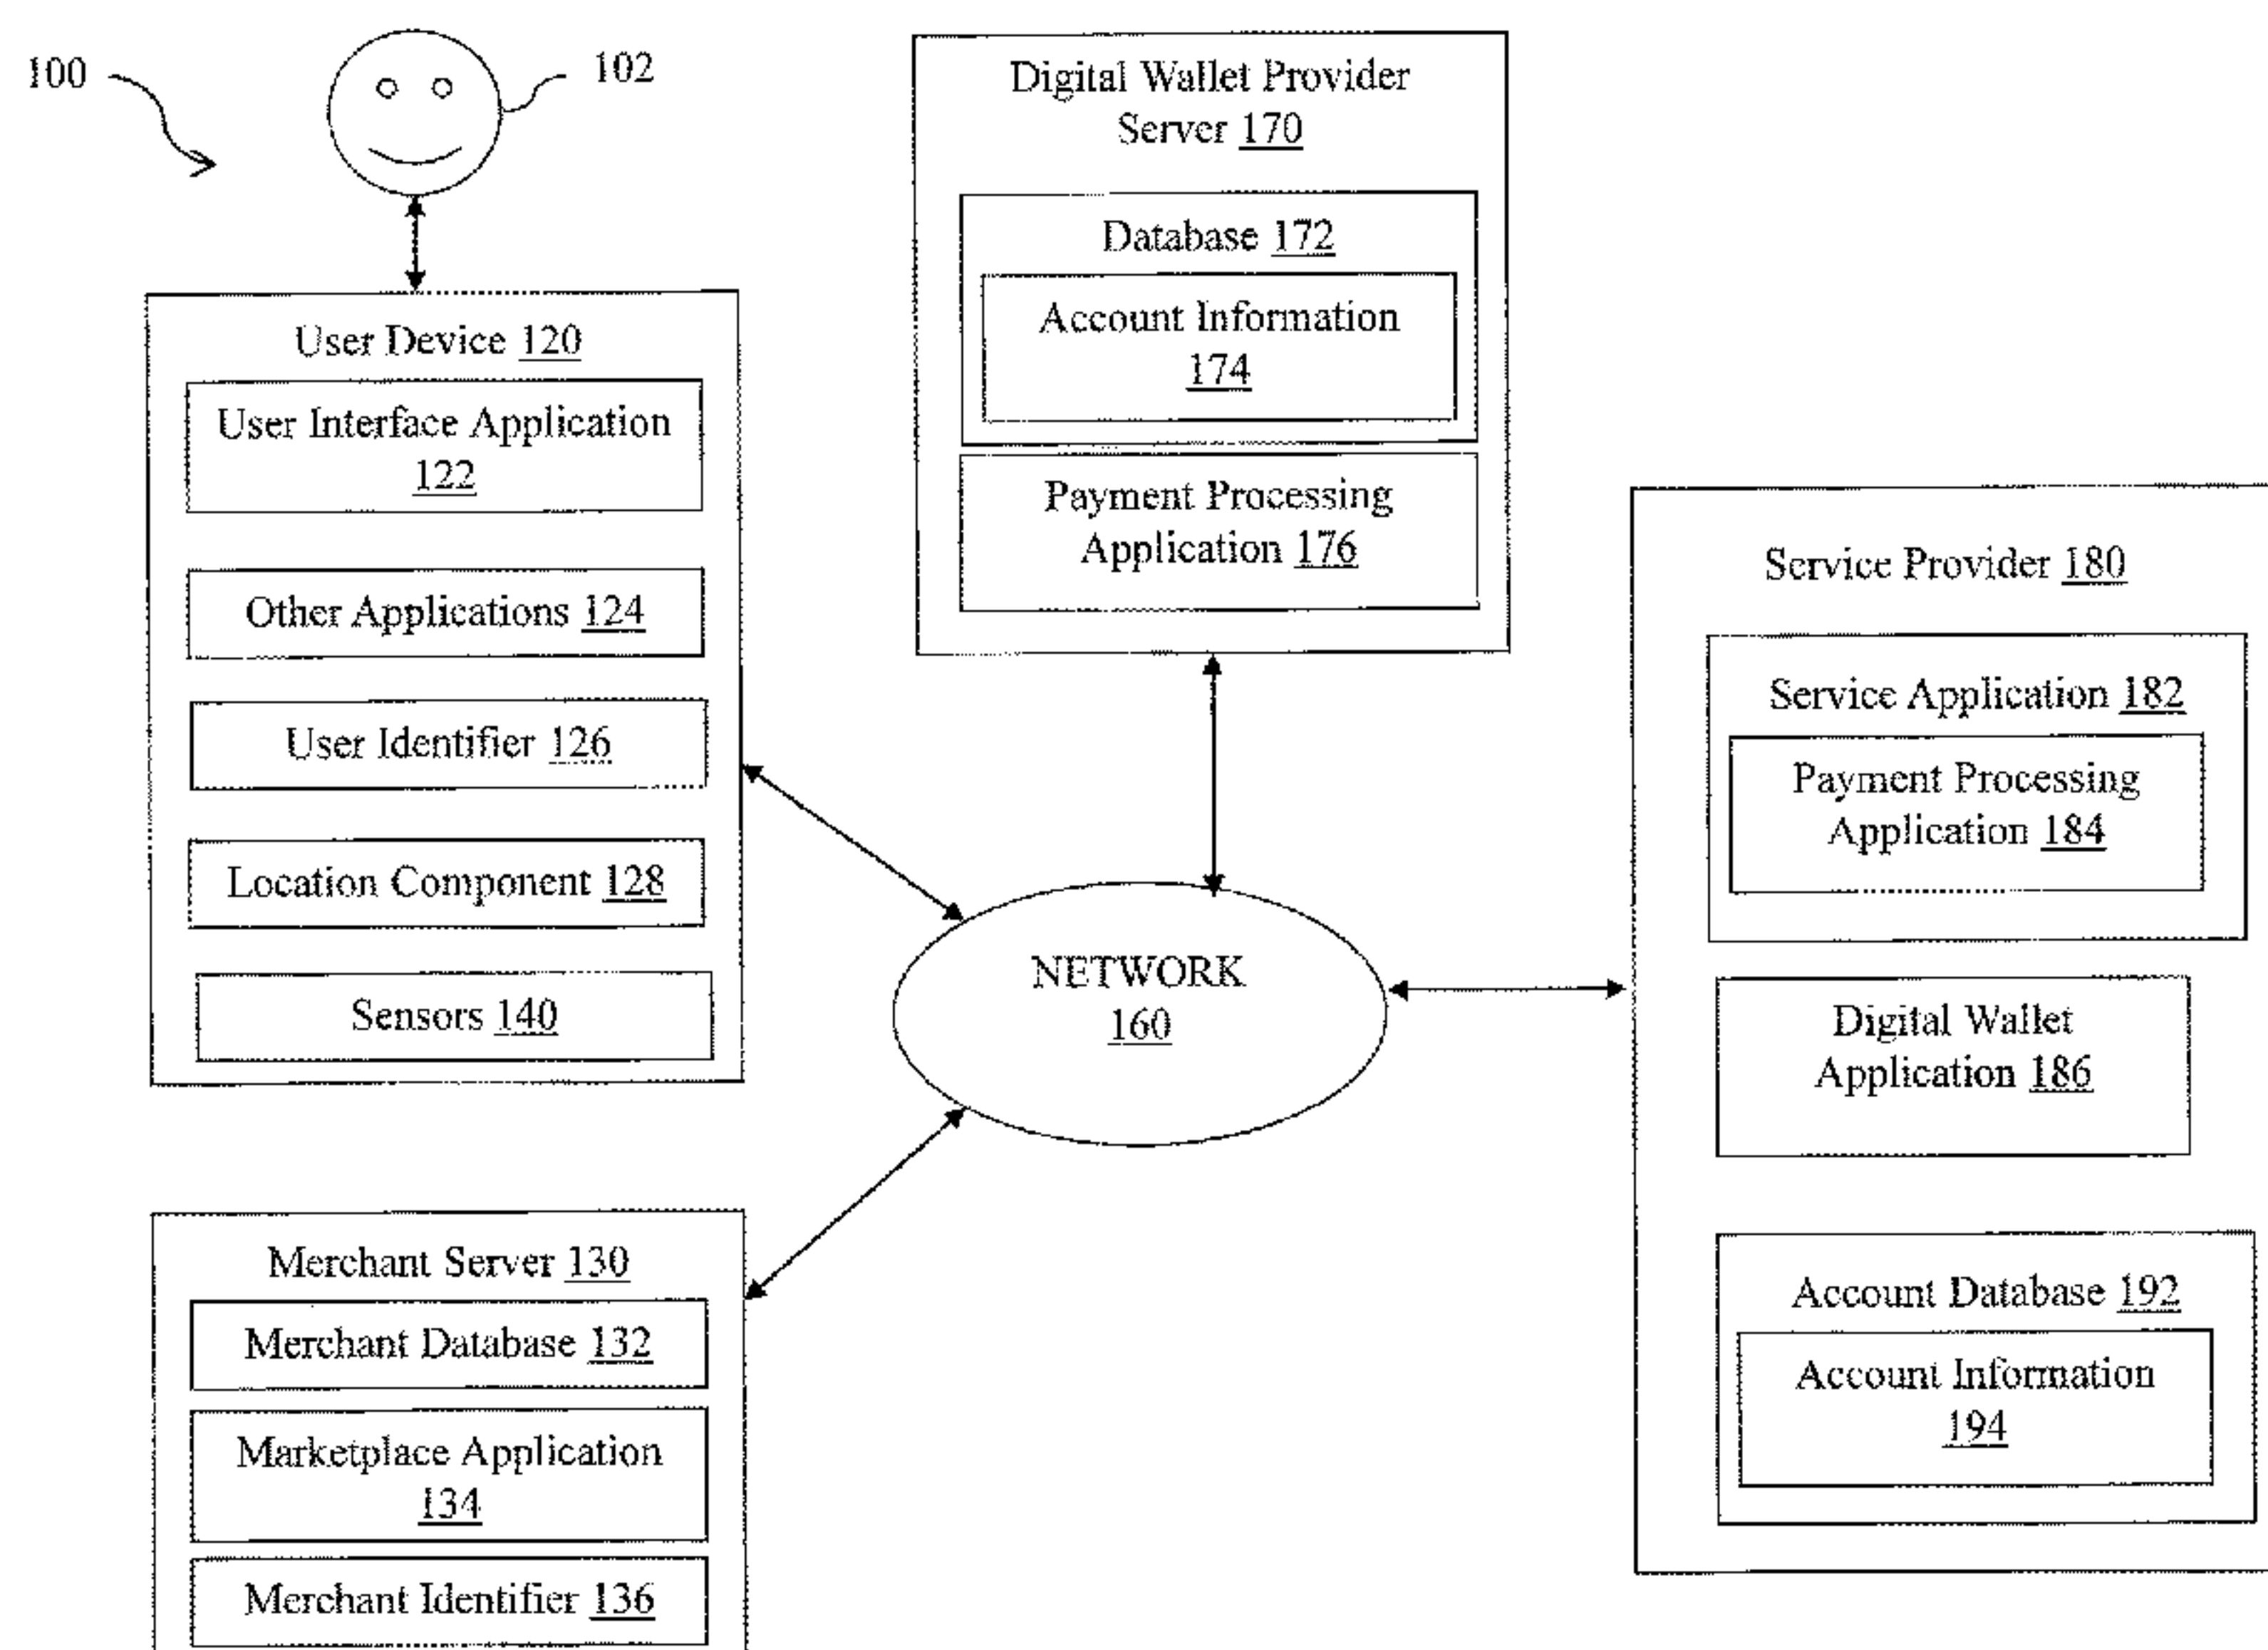 100
102
User Device 120
User Interface Application
122
Other Applications 124
User Identifier 126
Location Component 128
Sensors 140
Merchant Server 130
Merchant Database 132
Marketplace Application
134
Merchant Identifier 136
Digital Wallet Provider
Server 170
Database 172
Account Information
174
Payment Processing
Application 176
NETWORK
160
Service Provider 180
Service Application 182
Payment Processing
Application 184
Digital Wallet
Application 186
Account Database 192
Account Information
194